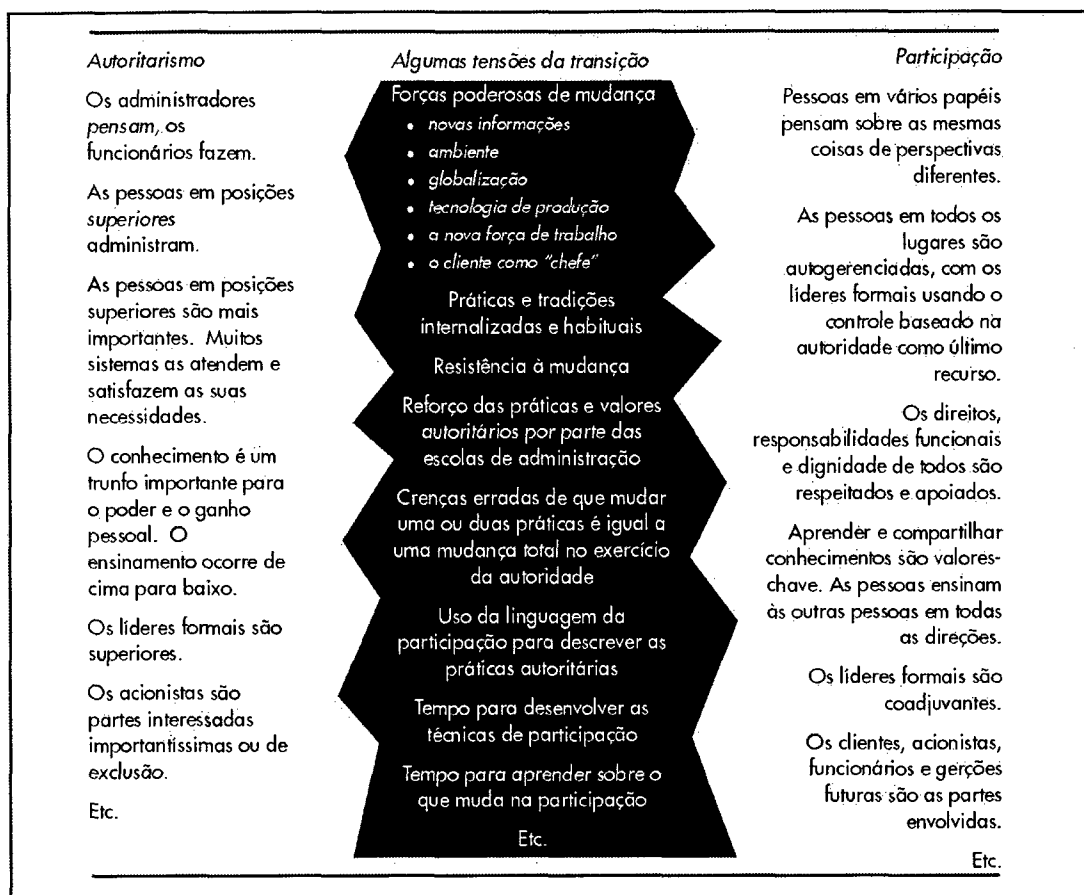 Autoritarismo
Os administradores
pensam, os
funcionários fazem.
As pessoas em posições
superiores
administram.
As pessoas em posições
superiores são mais
importantes. Muitos
sistemas as atendem e
satisfazem as suas
necessidades.
O conhecimento é um
trunfo importante para
o poder e o ganho
pessoal. O
ensinamento ocorre de
cima para baixo.
Os líderes formais são
superiores.
Os acionistas são
partes interessadas
importantíssimas ou de
exclusão.
Etc.
Algumas tensões da transição
Forças poderosas de mudança
• novas informações
• ambiente
• globalização
• tecnologia de produção
• a nova força de trabalho
• o cliente como "chefe"
Práticas e tradições
internalizadas e habituais
Resistência à mudança
Reforço das práticas e valores
autoritários por parte das
escolas de administração
Crenças erradas de que mudar
uma ou duas práticas é igual a
uma mudança total no exercício
da autoridade
Uso da linguagem da
participação para descrever as
práticas autoritárias
Tempo para desenvolver as
técnicas de participação
Tempo para aprender sobre o
que muda na participação
Etc.
Participação
Pessoas em vários papéis
pensam sobre as mesmas
coisas de perspectivas
diferentes.
As pessoas em todos os
lugares são
autogerenciadas, com os
líderes formais usando o
controle baseado na
autoridade como último
recurso.
Os direitos,
responsabilidades funcionais
e dignidade de todos são
respeitados e apoiados.
Aprender e compartilhar
conhecimentos são valores-
chave. As pessoas ensinam
às outras pessoas em todas
as direções.
Os líderes formais são
coadjuvantes.
Os clientes, acionistas,
funcionários e gerções
futuras são as partes
envolvidas.
Etc.